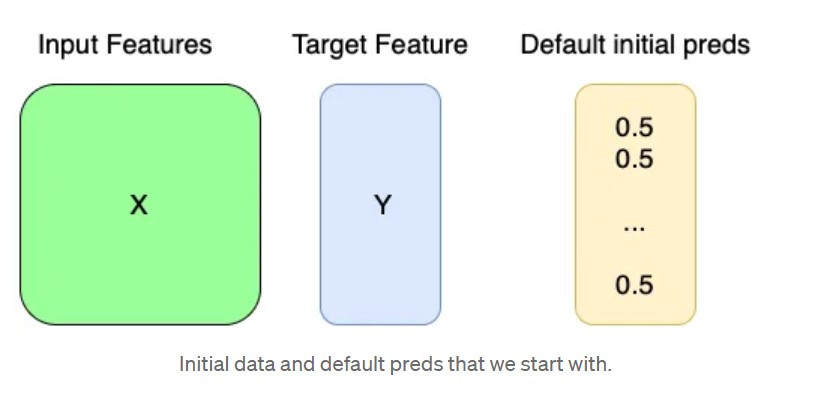 Input Features
Target Feature
Default initial preds
X
Y
0.5
0.5
...
0.5
Initial data and default preds that we start with.